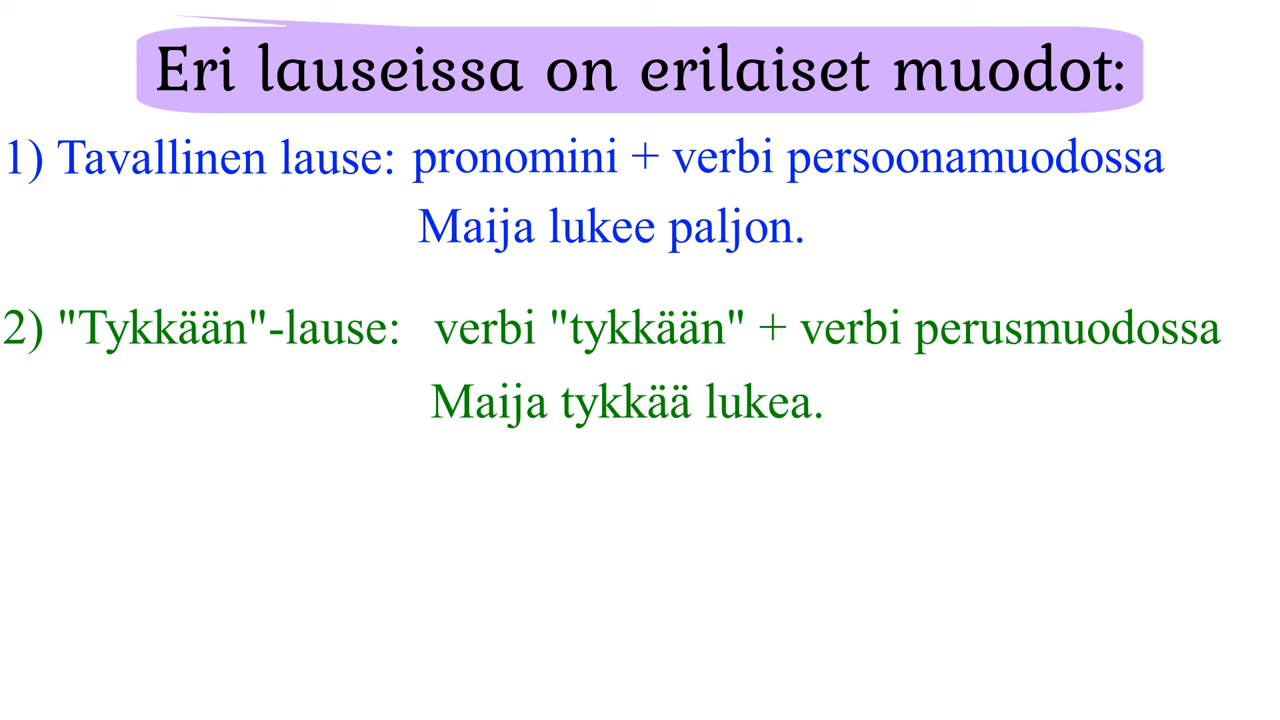 Eri lauseissa on erilaiset muodot:
1) Tavallinen lause: pronomini + verbi persoonamuodossa
Maija lukee paljon.
2) "Tykkään"-lause: verbi "tykkään" + verbi perusmuodossa
Maija tykkää lukea.